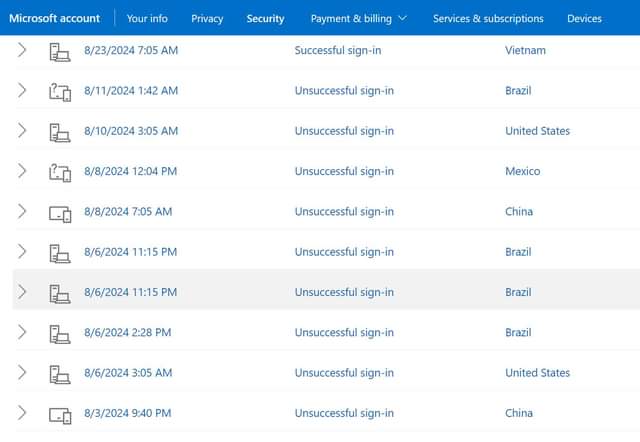 Microsoft account Your info Privacy Security Payment & billing Services & subscriptions Devices
8/23/2024 7:05 AM Successful sign-in Vietnam
8/11/2024 1:42 AM Unsuccessful sign-in Brazil
8/10/2024 3:05 AM Unsuccessful sign-in United States
8/8/2024 12:04 PM Unsuccessful sign-in Mexico
8/8/2024 7:05 AM Unsuccessful sign-in China
8/6/2024 11:15 PM Unsuccessful sign-in Brazil
8/6/2024 11:15 PM Unsuccessful sign-in Brazil
8/6/2024 2:28 PM Unsuccessful sign-in Brazil
8/6/2024 3:05 AM Unsuccessful sign-in United States
8/3/2024 9:40 PM Unsuccessful sign-in China